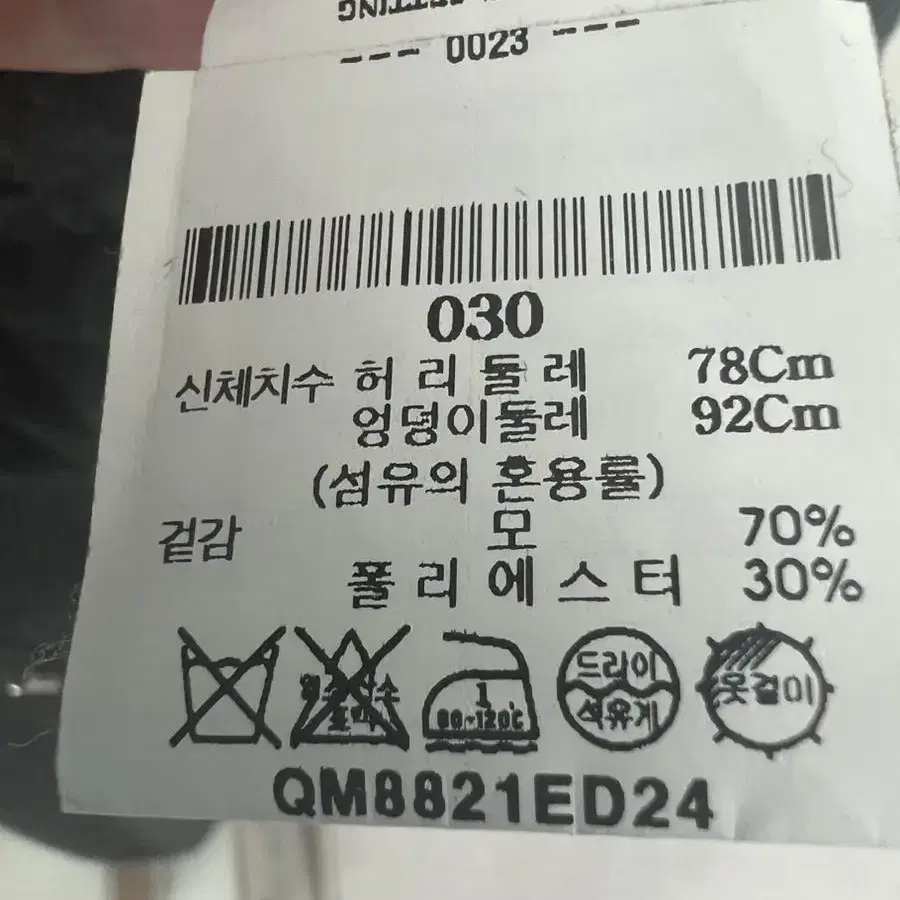 --- 0023 ---
030
신체치수 허리둘레 78Cm
엉덩이둘레 92Cm
(섬유의 혼용률)
겉감 모 70%
폴리에스터 30%
1
80~120℃
드라이
석유계
옷걸이
QM8821ED24